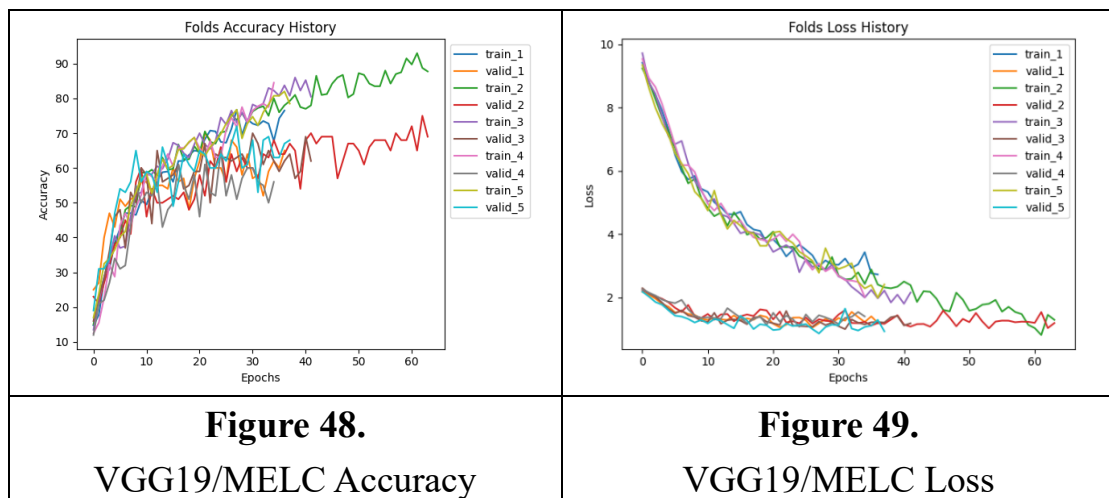 Folds Accuracy History
Accuracy
90
80
70
60
50
40
30
20
10
0
10
20
30
40
50
60
Epochs
train_1
valid_1
train_2
valid_2
train_3
valid_3
train_4
valid_4
train_5
valid_5
Folds Loss History
Loss
10
8
6
4
2
0
10
20
30
40
50
60
Epochs
train_1
valid_1
train_2
valid_2
train_3
valid_3
train_4
valid_4
train_5
valid_5
Figure 48.
VGG19/MELC Accuracy
Figure 49.
VGG19/MELC Loss